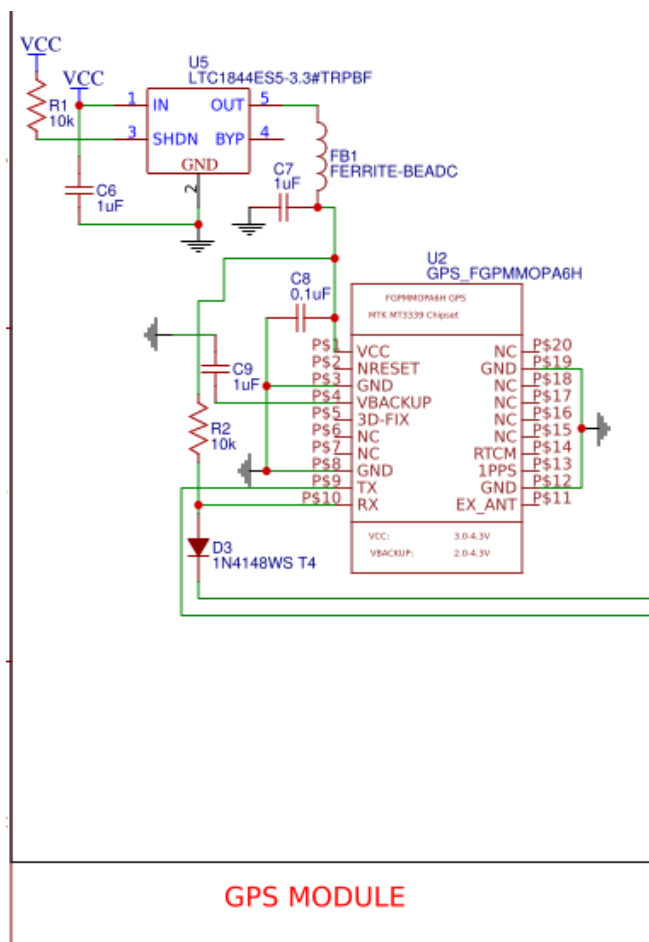 VCC
VCC
U5
LTC1844ES5-3.3#TRPBF
R1
10k
1 IN OUT 5
3 SHDN BYP 4
GND
2
C6
1uF
C7
1uF
FB1
FERRITE-BEADC
U2
GPS_FGPMMOPA6H
C8
0.1uF
FGPMMOPA6H GPS
MTK MT3339 Chipset
C9
1uF
R2
10k
P$1 VCC NC P$20
P$2 NRESET GND P$19
P$3 GND NC P$18
P$4 VBACKUP NC P$17
P$5 3D-FIX NC P$16
P$6 NC NC P$15
P$7 NC RTCM P$14
P$8 GND 1PPS P$13
P$9 TX GND P$12
P$10 RX EX_ANT P$11
VCC: 3.0-4.3V
VBACKUP: 2.0-4.3V
D3
1N4148WS T4
GPS MODULE